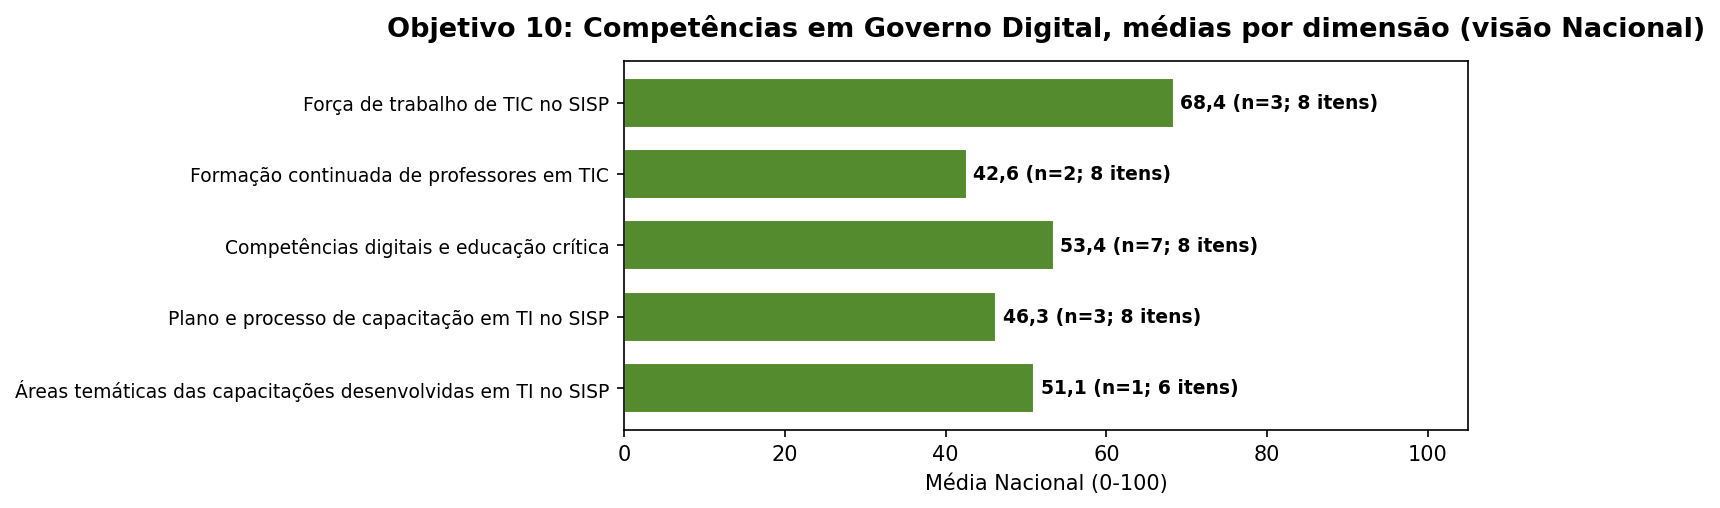 Objetivo 10: Competências em Governo Digital, médias por dimensão (visão Nacional)
Força de trabalho de TIC no SISP 68,4 (n=3; 8 itens)
Formação continuada de professores em TIC 42,6 (n=2; 8 itens)
Competências digitais e educação crítica 53,4 (n=7; 8 itens)
Plano e processo de capacitação em TI no SISP 46,3 (n=3; 8 itens)
Áreas temáticas das capacitações desenvolvidas em TI no SISP 51,1 (n=1; 6 itens)
0 20 40 60 80 100
Média Nacional (0-100)